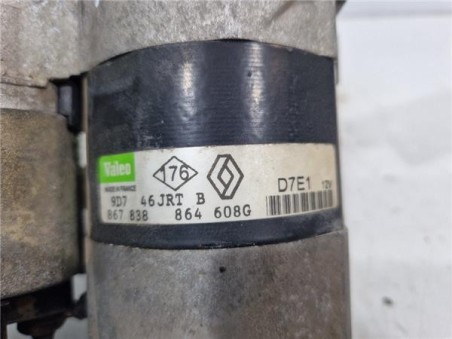 Valeo 176 D7E1 12V
MADE IN FRANCE
9D7 46JRT B
867 838 864 608G